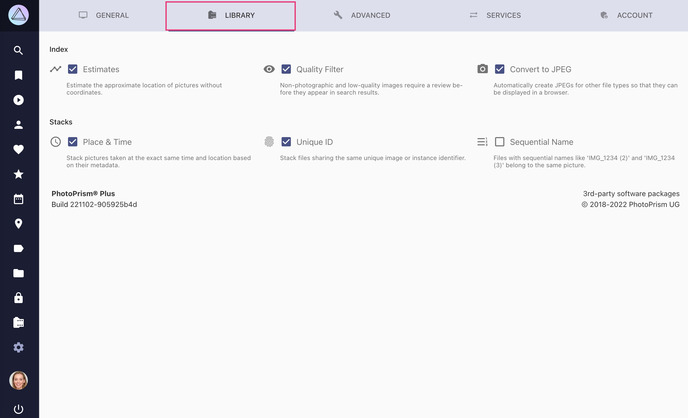 GENERAL
LIBRARY
ADVANCED
SERVICES
ACCOUNT
Index
Estimates
Quality Filter
Convert to JPEG
Estimate the approximate location of pictures without
coordinates.
Non-photographic and low-quality images require a review be-
fore they appear in search results.
Automatically create JPEGs for other file types so that they can
be displayed in a browser.
Stacks
Place & Time
Unique ID
Sequential Name
Stack pictures taken at the exact same time and location based
on their metadata.
Stack files sharing the same unique image or instance identifier.
Files with sequential names like 'IMG_1234 (2)' and 'IMG_1234
(3)' belong to the same picture.
PhotoPrism® Plus
3rd-party software packages
Build 221102-905925b4d
© 2018-2022 PhotoPrism UG